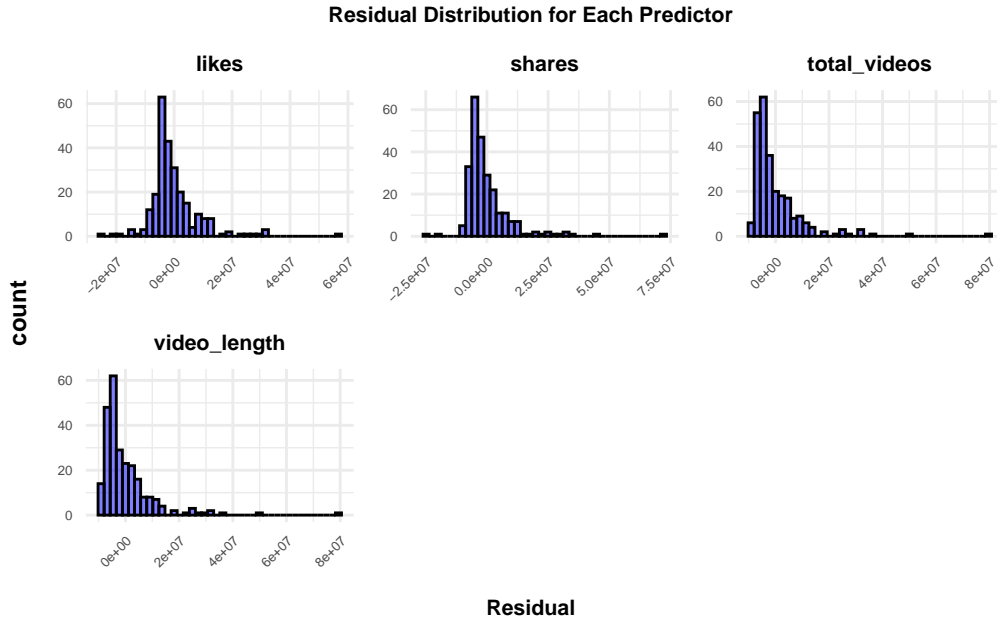 Residual Distribution for Each Predictor
likes
shares
total_videos
60
40
20
0
−2e+07
0e+00
2e+07
4e+07
6e+07
60
40
20
0
−2.5e+07
0.0e+00
2.5e+07
5.0e+07
7.5e+07
60
40
20
0
0e+00
2e+07
4e+07
6e+07
8e+07
count
video_length
60
40
20
0
0e+00
2e+07
4e+07
6e+07
8e+07
Residual